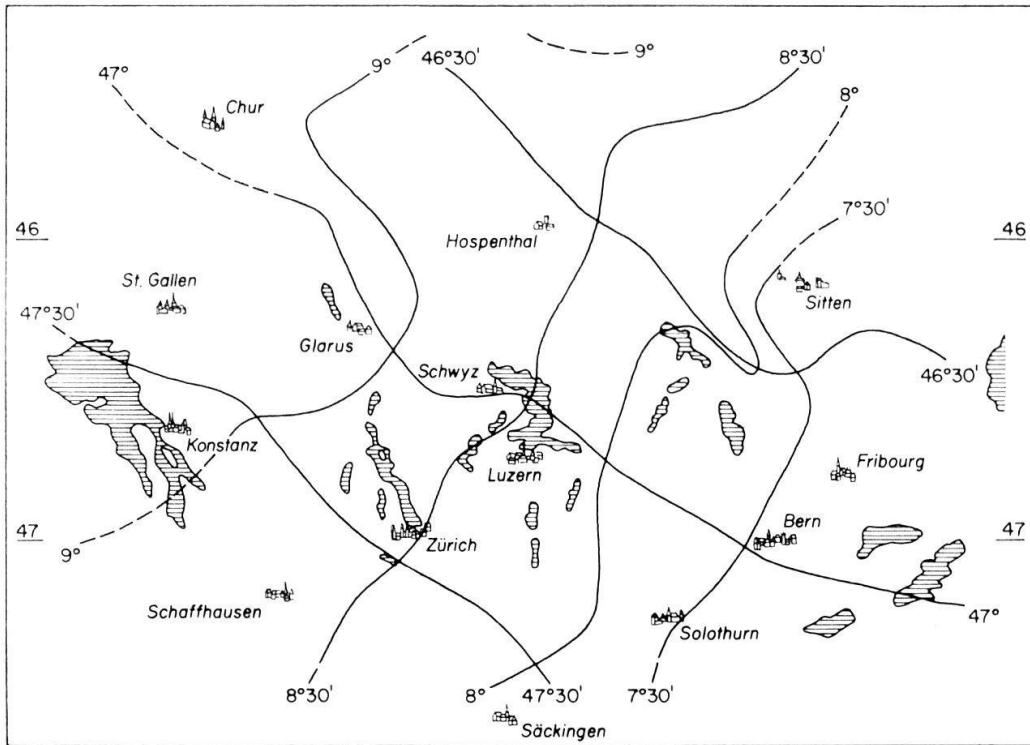 9°
46°30'
9°
8°30'
47°
8°
Chur
7°30'
46
46
Hospenthal
St. Gallen
Sitten
47°30'
Glarus
Schwyz
46°30'
Konstanz
Luzern
Fribourg
47
Zürich
Bern
47
9°
Schaffhausen
Solothurn
47°
8°30'
8°
47°30'
7°30'
Säckingen